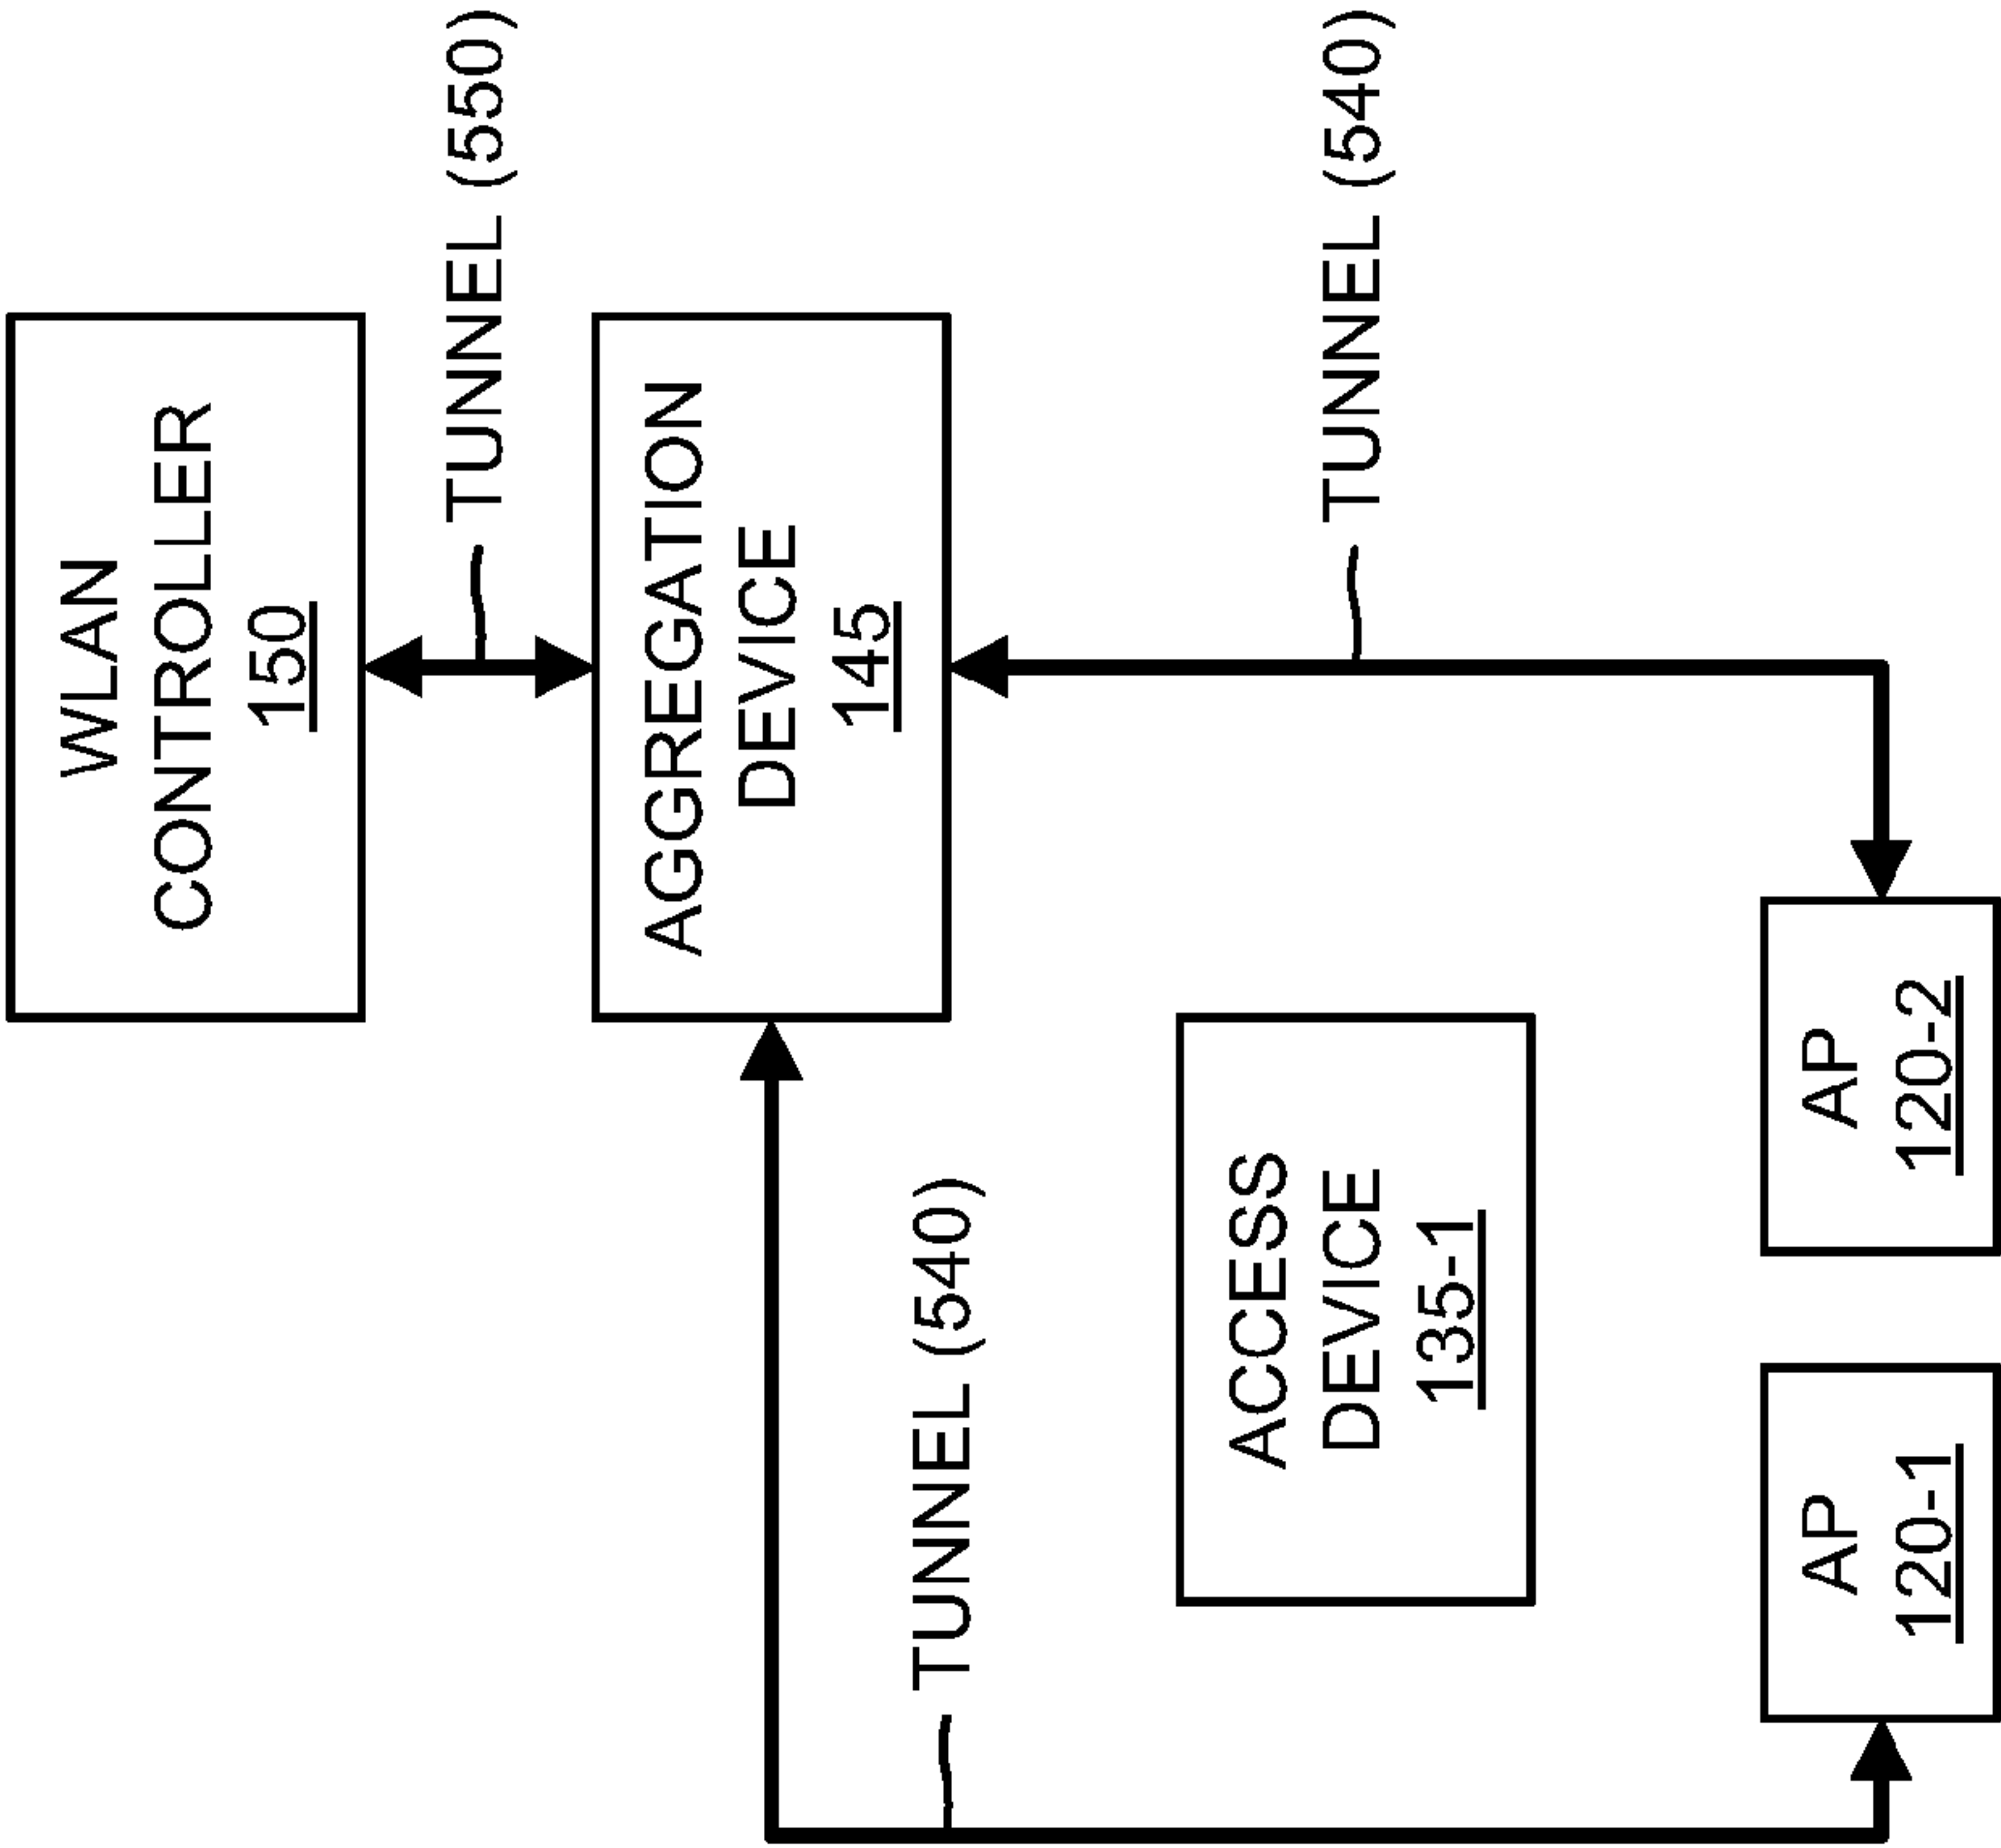 WLAN
CONTROLLER
150
TUNNEL (550)
AGGREGATION
DEVICE
145
TUNNEL (540)
TUNNEL (540)
ACCESS
DEVICE
135-1
AP
120-1
AP
120-2